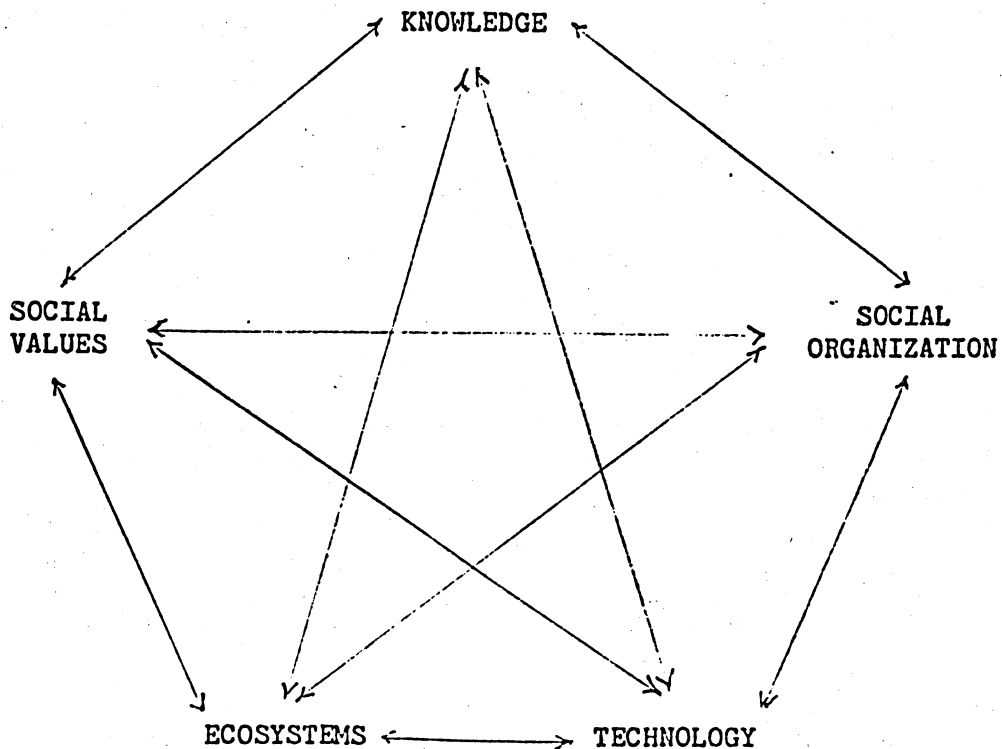 KNOWLEDGE
SOCIAL
VALUES
SOCIAL
ORGANIZATION
ECOSYSTEMS
TECHNOLOGY